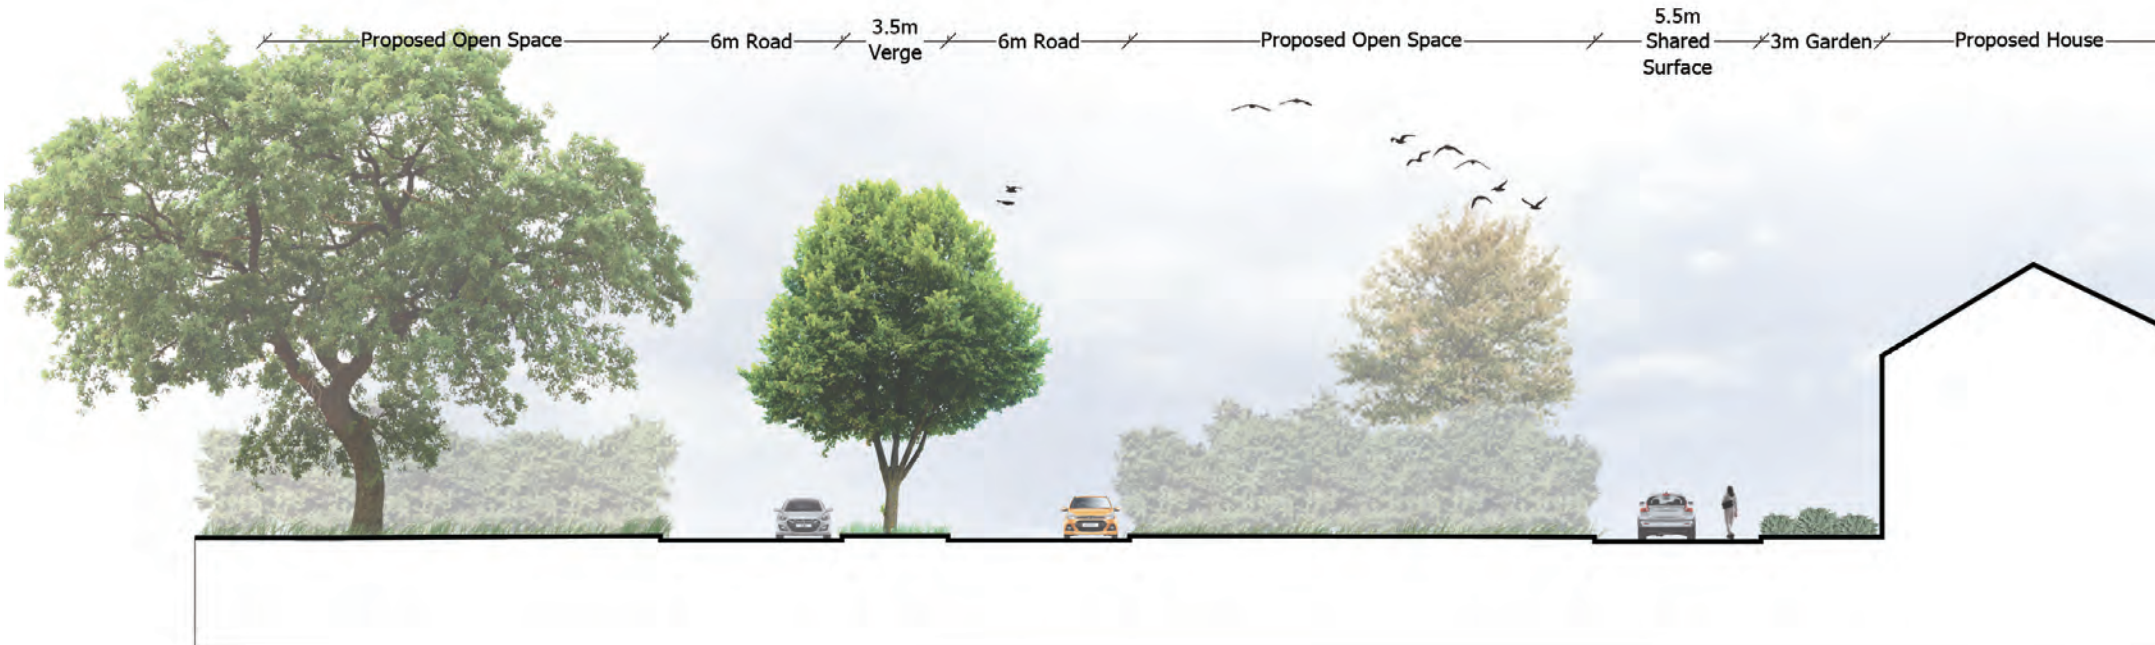 Proposed Open Space
6m Road
3.5m
Verge
6m Road
Proposed Open Space
5.5m
Shared
Surface
3m Garden
Proposed House